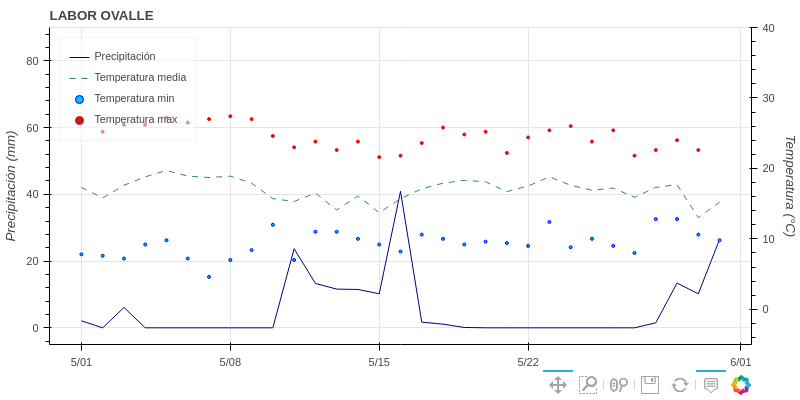 LABOR OVALLE
Precipitación
Temperatura media
Temperatura min
Temperatura max
Precipitación (mm)
80
60
40
20
0
Temperatura (°C)
40
30
20
10
0
5/01
5/08
5/15
5/22
6/01